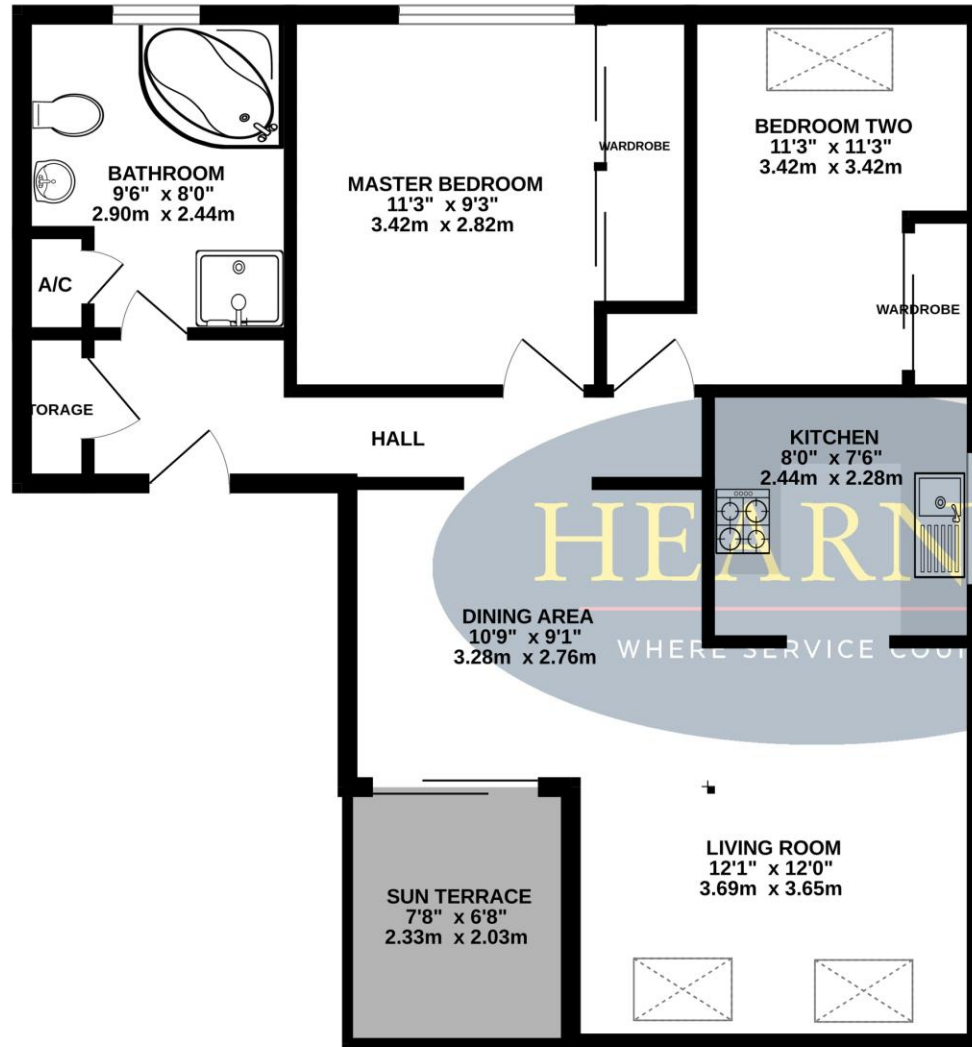 BATHROOM
9'6" x 8'0"
2.90m x 2.44m
MASTER BEDROOM
11'3" x 9'3"
3.42m x 2.82m
WARDROBE
BEDROOM TWO
11'3" x 11'3"
3.42m x 3.42m
WARDROBE
A/C
TORAGE
HALL
KITCHEN
8'0" x 7'6"
2.44m x 2.28m
HEARN
WHERE SERVICE COU
DINING AREA
10'9" x 9'1"
3.28m x 2.76m
LIVING ROOM
12'1" x 12'0"
3.69m x 3.65m
SUN TERRACE
7'8" x 6'8"
2.33m x 2.03m